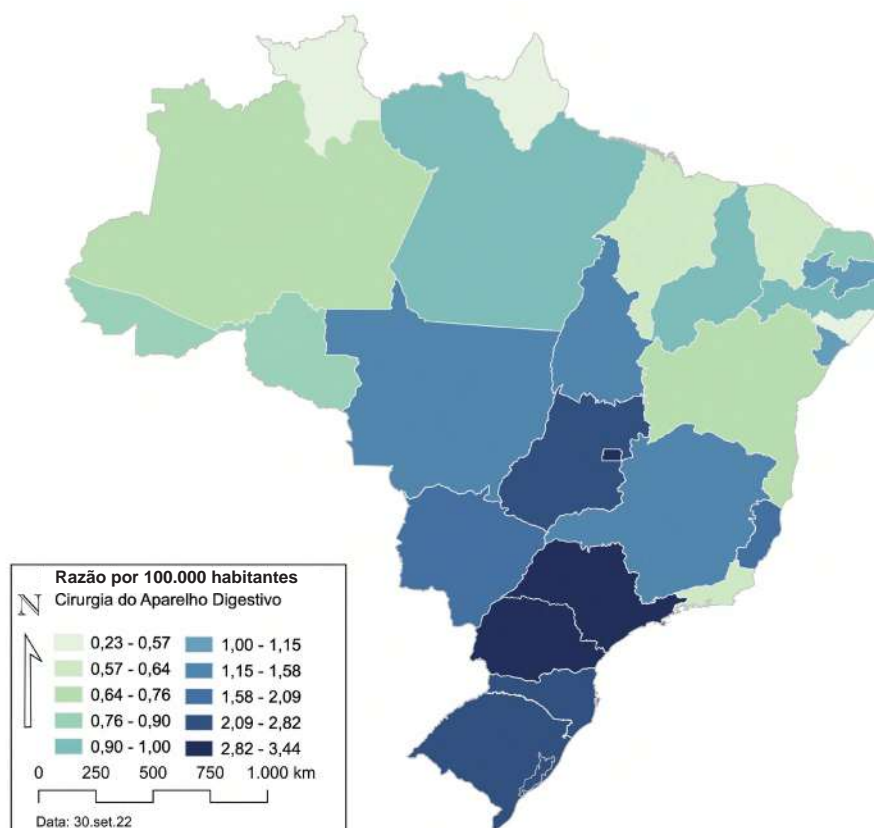 Razão por 100.000 habitantes
N Cirurgia do Aparelho Digestivo
0,23 - 0,57 1,00 - 1,15
0,57 - 0,64 1,15 - 1,58
0,64 - 0,76 1,58 - 2,09
0,76 - 0,90 2,09 - 2,82
0,90 - 1,00 2,82 - 3,44
0 250 500 750 1.000 km
Data: 30.set.22